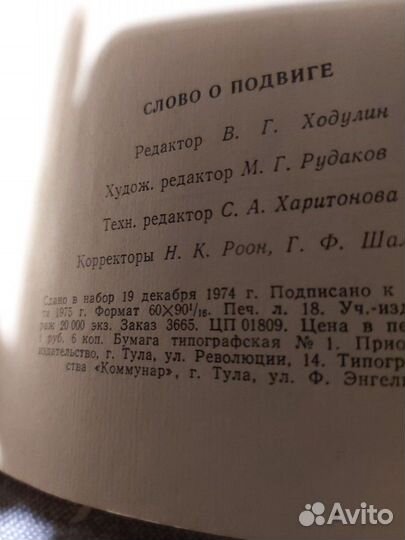 СЛОВО О ПОДВИГЕ
Редактор В. Г. Ходулин
Худож. редактор М. Г. Рудаков
Техн. редактор С. А. Харитонова
Корректоры Н. К. Роон, Г. Ф. Шал
Сдано в набор 19 декабря 1974 г. Подписано к
та 1975 г. Формат 60×90 1/16. Печ. л. 18. Уч.-изд
раж 20 000 экз. Заказ 3665. ЦП 01809. Цена в пе
1 руб. 6 коп. Бумага типографская № 1. Прио
издательство, г. Тула, ул. Революции, 14. Типогр
ства «Коммунар», г. Тула, ул. Ф. Энгель
Avito